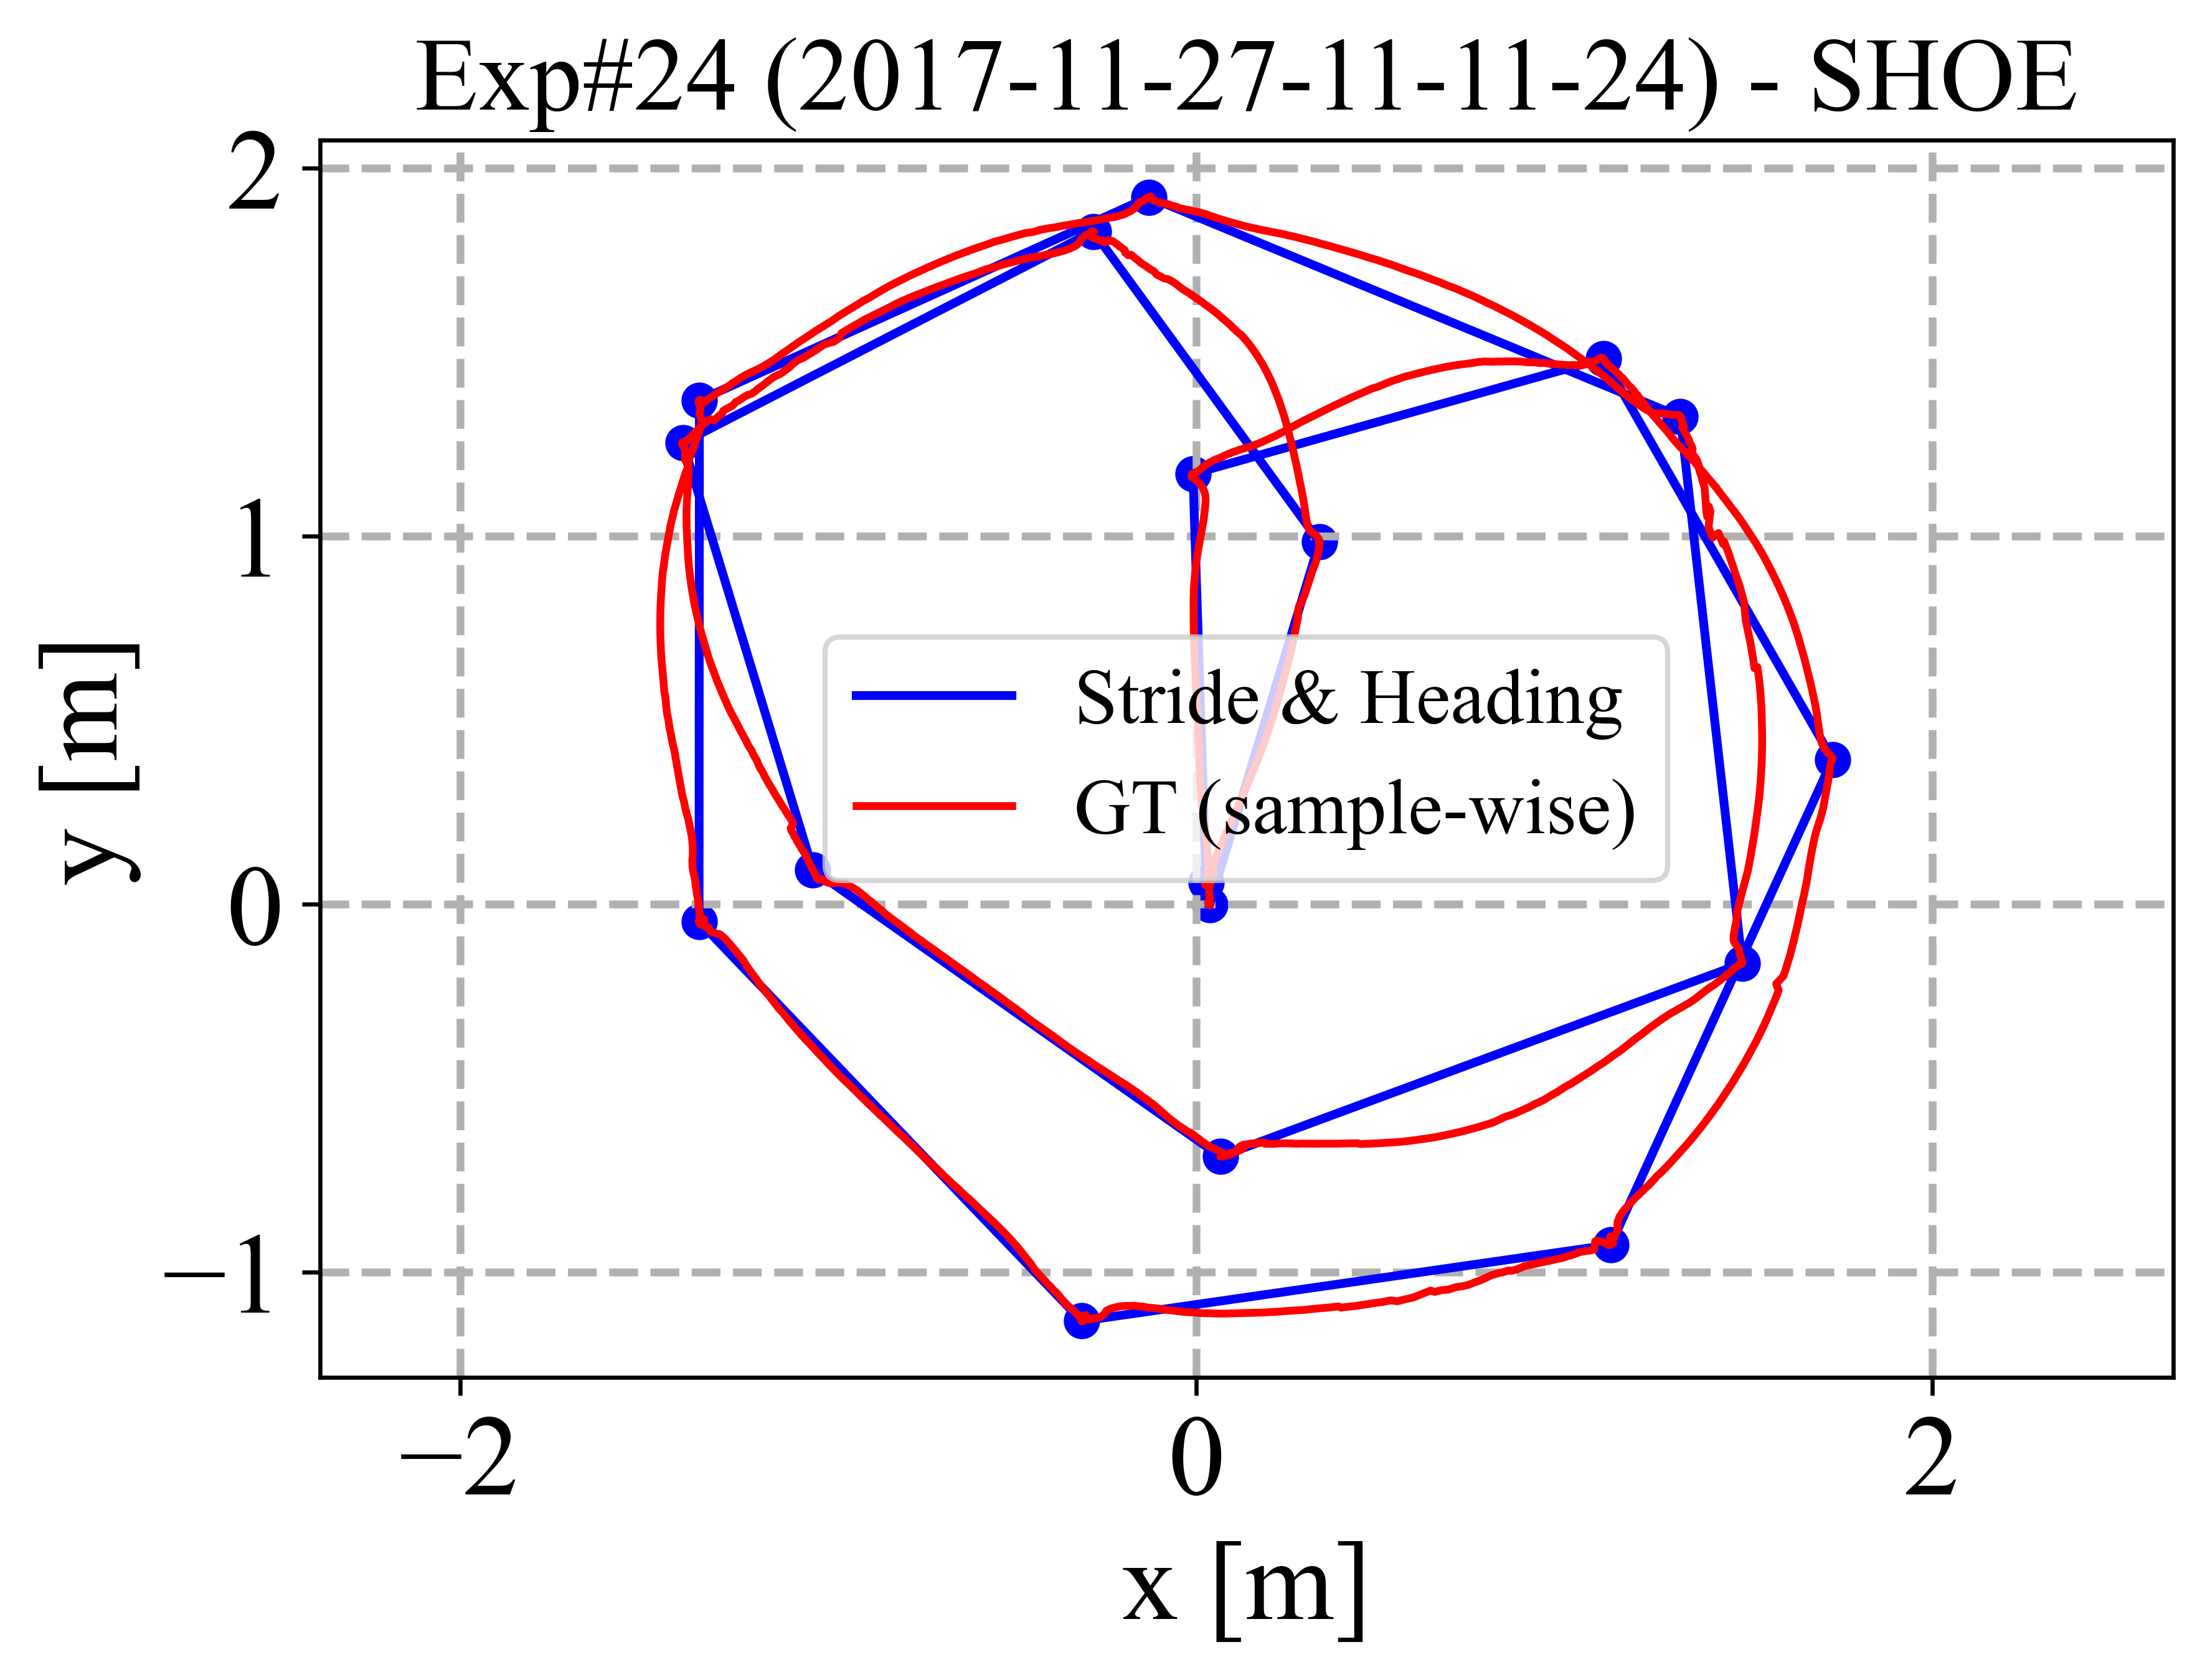 Exp#24 (2017-11-27-11-11-24) - SHOE
2
1
0
−1
y [m]
Stride & Heading
GT (sample-wise)
−2
0
2
x [m]